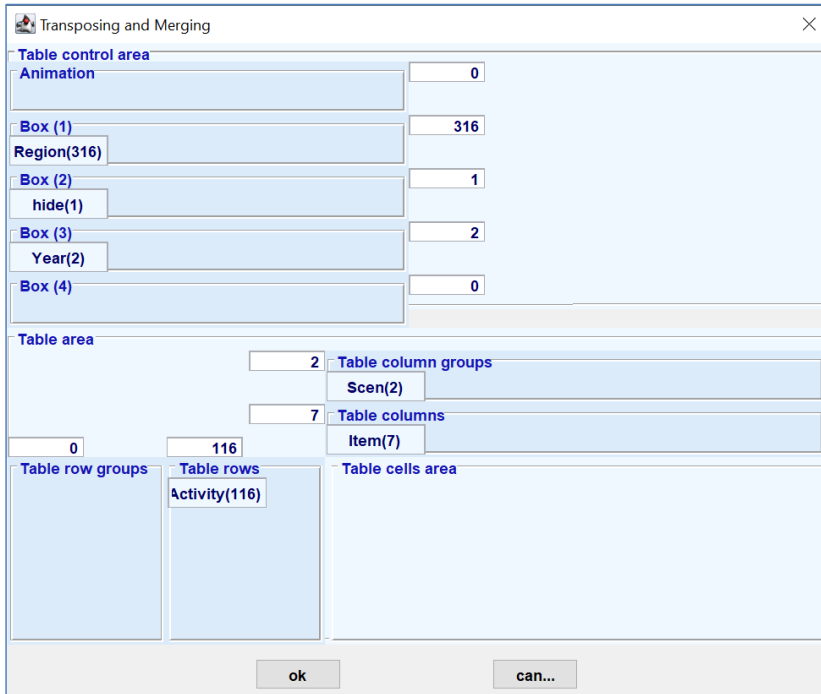 Transposing and Merging
Table control area
Animation
0
Box (1)
316
Region(316)
Box (2)
1
hide(1)
Box (3)
2
Year(2)
Box (4)
0
Table area
2
Table column groups
Scen(2)
7
Table columns
Item(7)
0
116
Table row groups
Table rows
Table cells area
Activity(116)
ok
can...